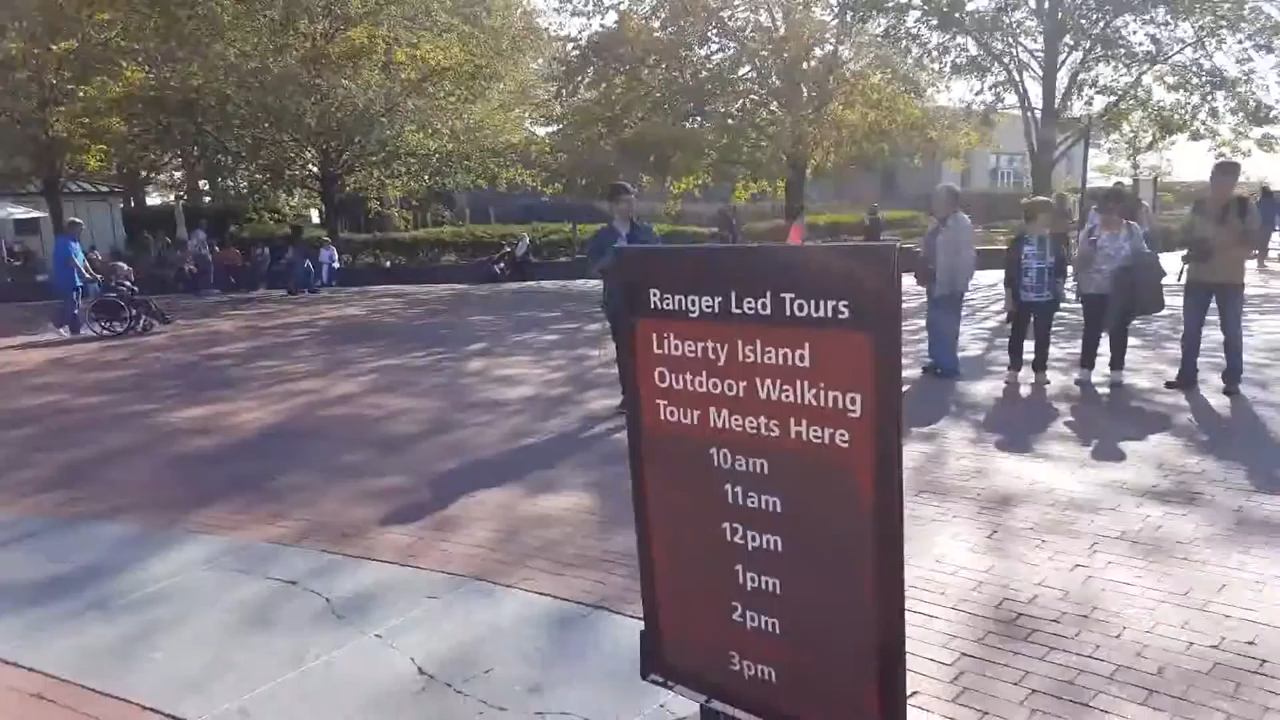 Ranger Led Tours
Liberty Island
Outdoor Walking
Tour Meets Here
10am
11am
12pm
1pm
2pm
3pm